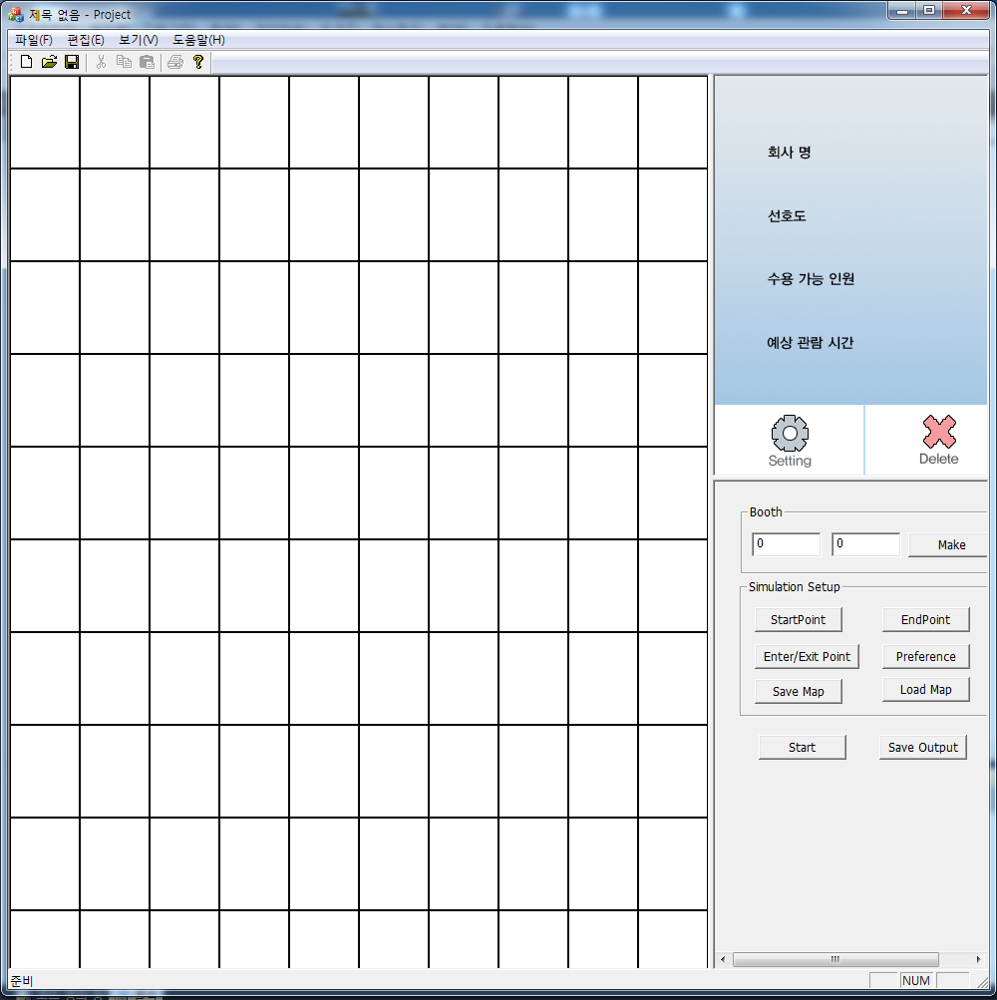 제목 없음 - Project
파일(F) 편집(E) 보기(V) 도움말(H)
회사 명
선호도
수용 가능 인원
예상 관람 시간
Setting Delete
Booth
0 0 Make
Simulation Setup
StartPoint EndPoint
Enter/Exit Point Preference
Save Map Load Map
Start Save Output
준비 NUM